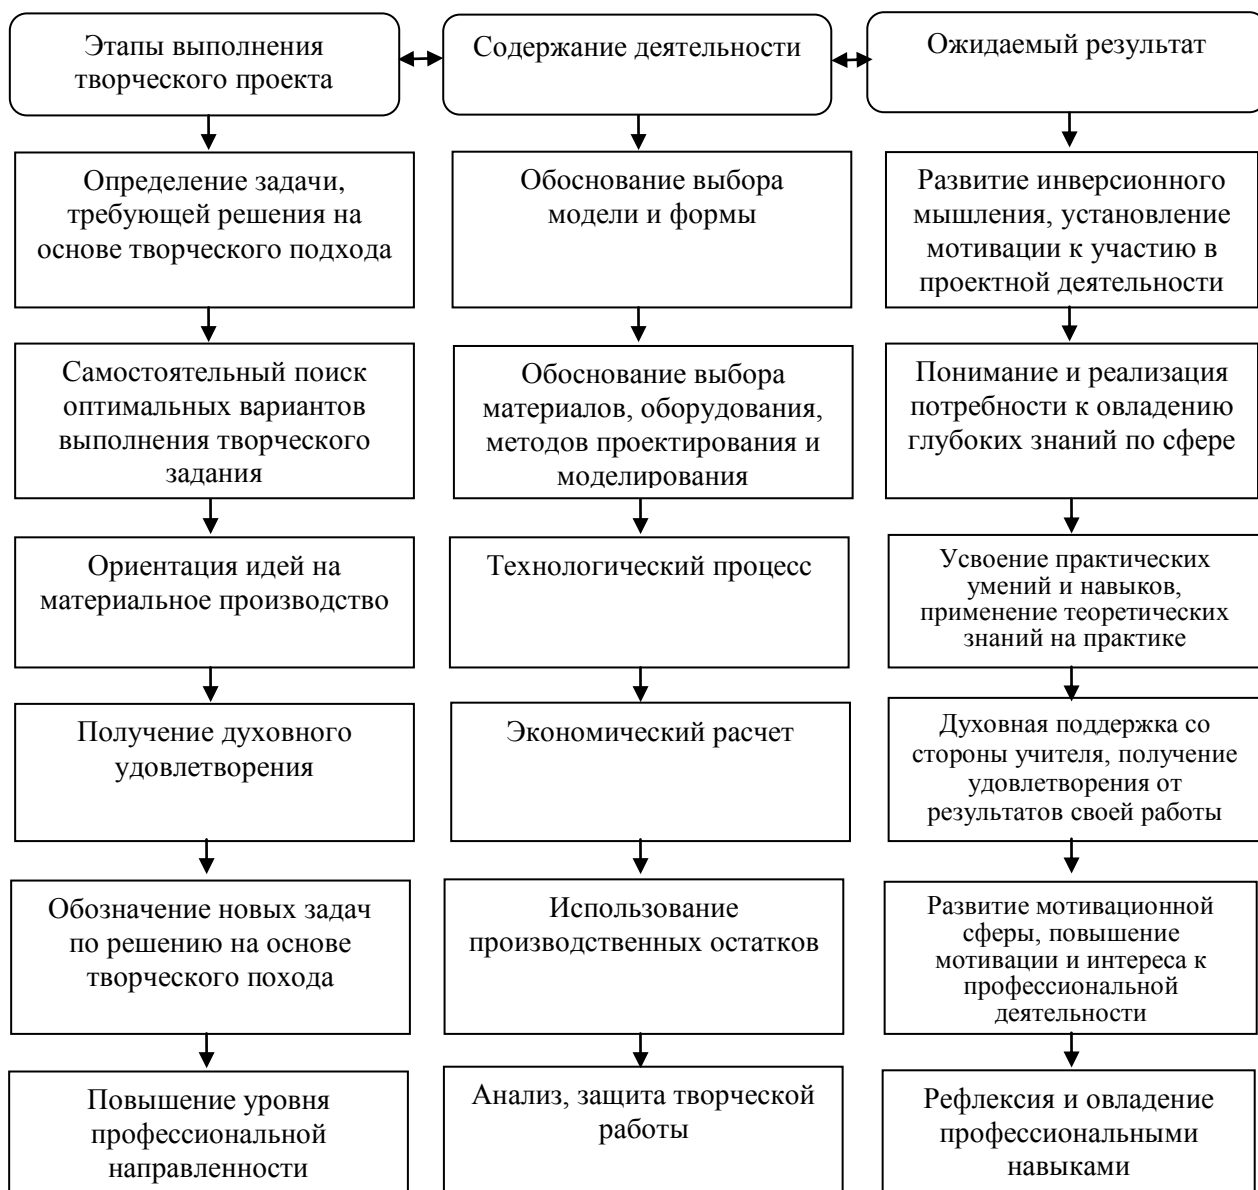 Этапы выполнения
творческого проекта
Содержание деятельности
Ожидаемый результат
Определение задачи,
требующей решения на
основе творческого подхода
Обоснование выбора
модели и формы
Развитие инверсионного
мышления, установление
мотивации к участию в
проектной деятельности
Самостоятельный поиск
оптимальных вариантов
выполнения творческого
задания
Обоснование выбора
материалов, оборудования,
методов проектирования и
моделирования
Понимание и реализация
потребности к овладению
глубоких знаний по сфере
Ориентация идей на
материальное производство
Технологический процесс
Усвоение практических
умений и навыков,
применение теоретических
знаний на практике
Получение духовного
удовлетворения
Экономический расчет
Духовная поддержка со
стороны учителя, получение
удовлетворения от
результатов своей работы
Обозначение новых задач
по решению на основе
творческого похода
Использование
производственных остатков
Развитие мотивационной
сферы, повышение
мотивации и интереса к
профессиональной
деятельности
Повышение уровня
профессиональной
направленности
Анализ, защита творческой
работы
Рефлексия и овладение
профессиональными
навыками